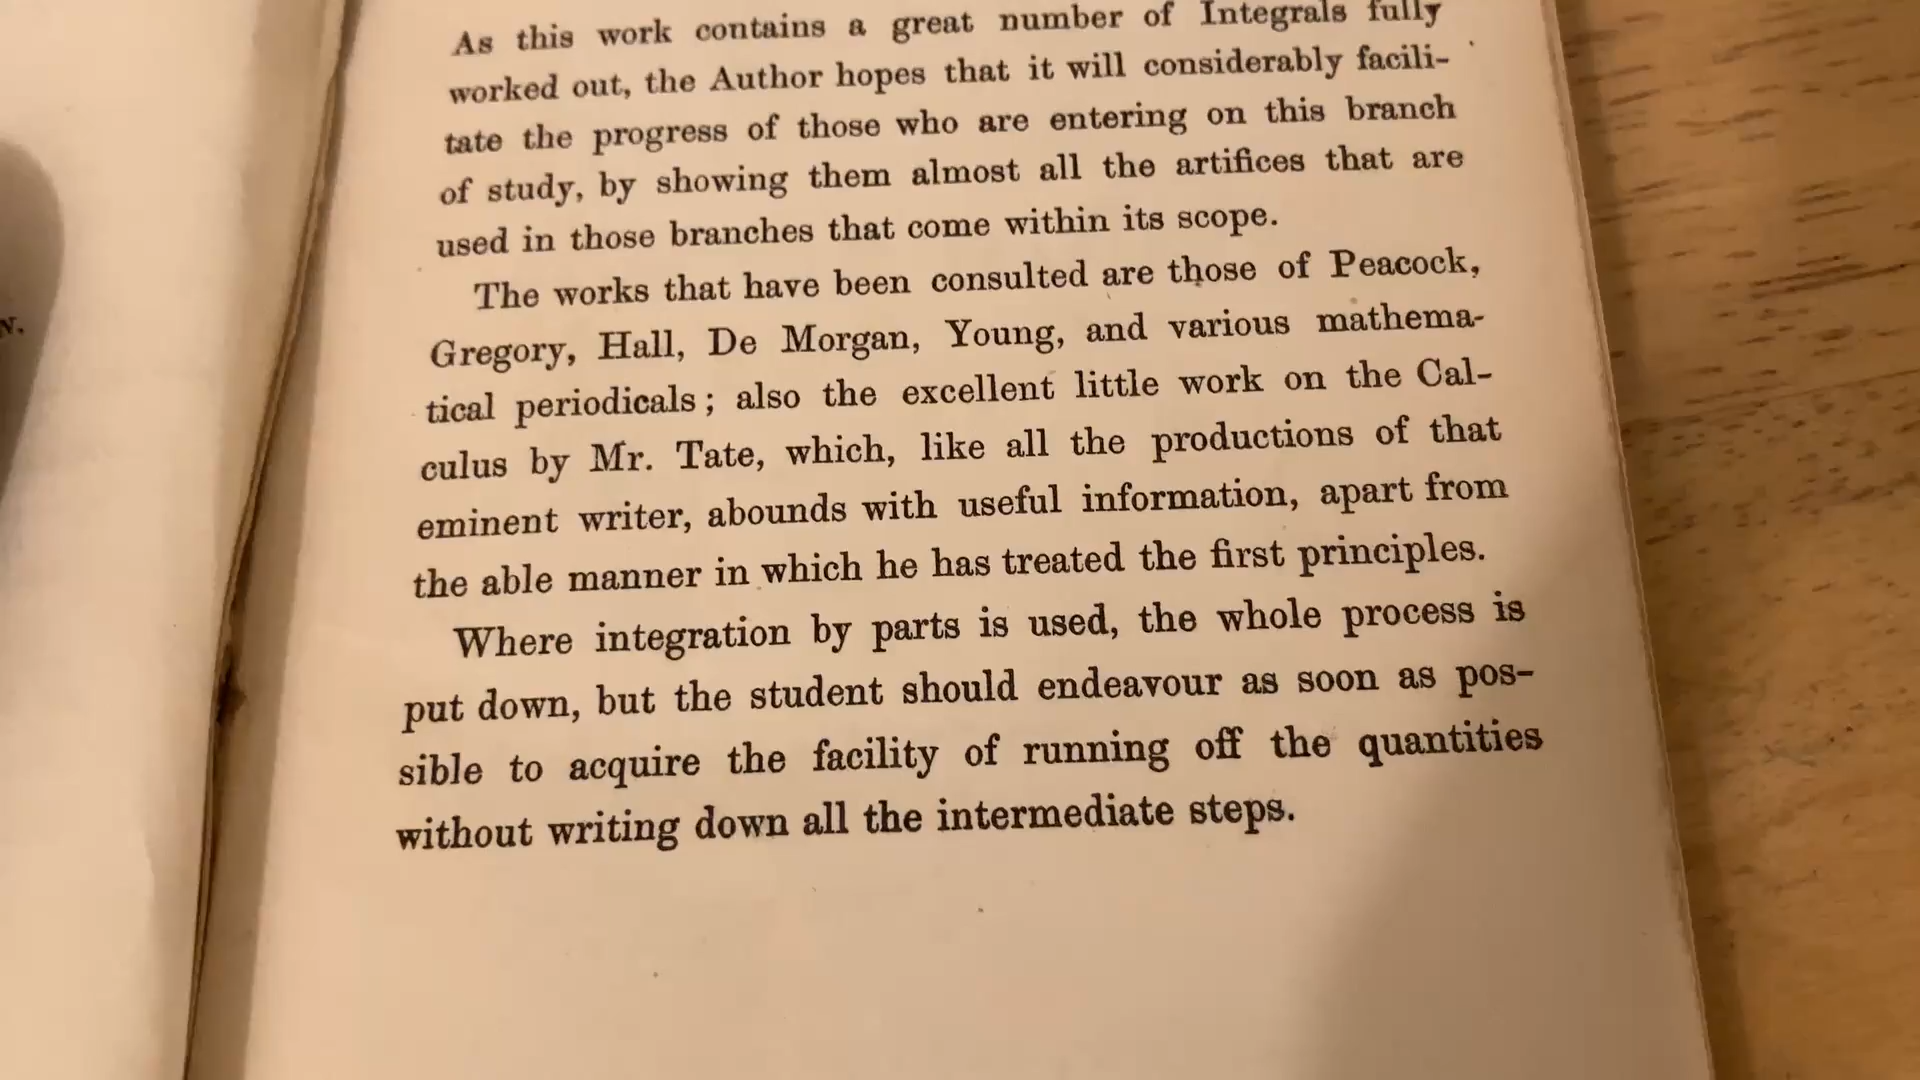 As this work contains a great number of Integrals fully
worked out, the Author hopes that it will considerably facili-
tate the progress of those who are entering on this branch
of study, by showing them almost all the artifices that are
used in those branches that come within its scope.
The works that have been consulted are those of Peacock,
Gregory, Hall, De Morgan, Young, and various mathema-
tical periodicals; also the excellent little work on the Cal-
culus by Mr. Tate, which, like all the productions of that
eminent writer, abounds with useful information, apart from
the able manner in which he has treated the first principles.
Where integration by parts is used, the whole process is
put down, but the student should endeavour as soon as pos-
sible to acquire the facility of running off the quantities
without writing down all the intermediate steps.